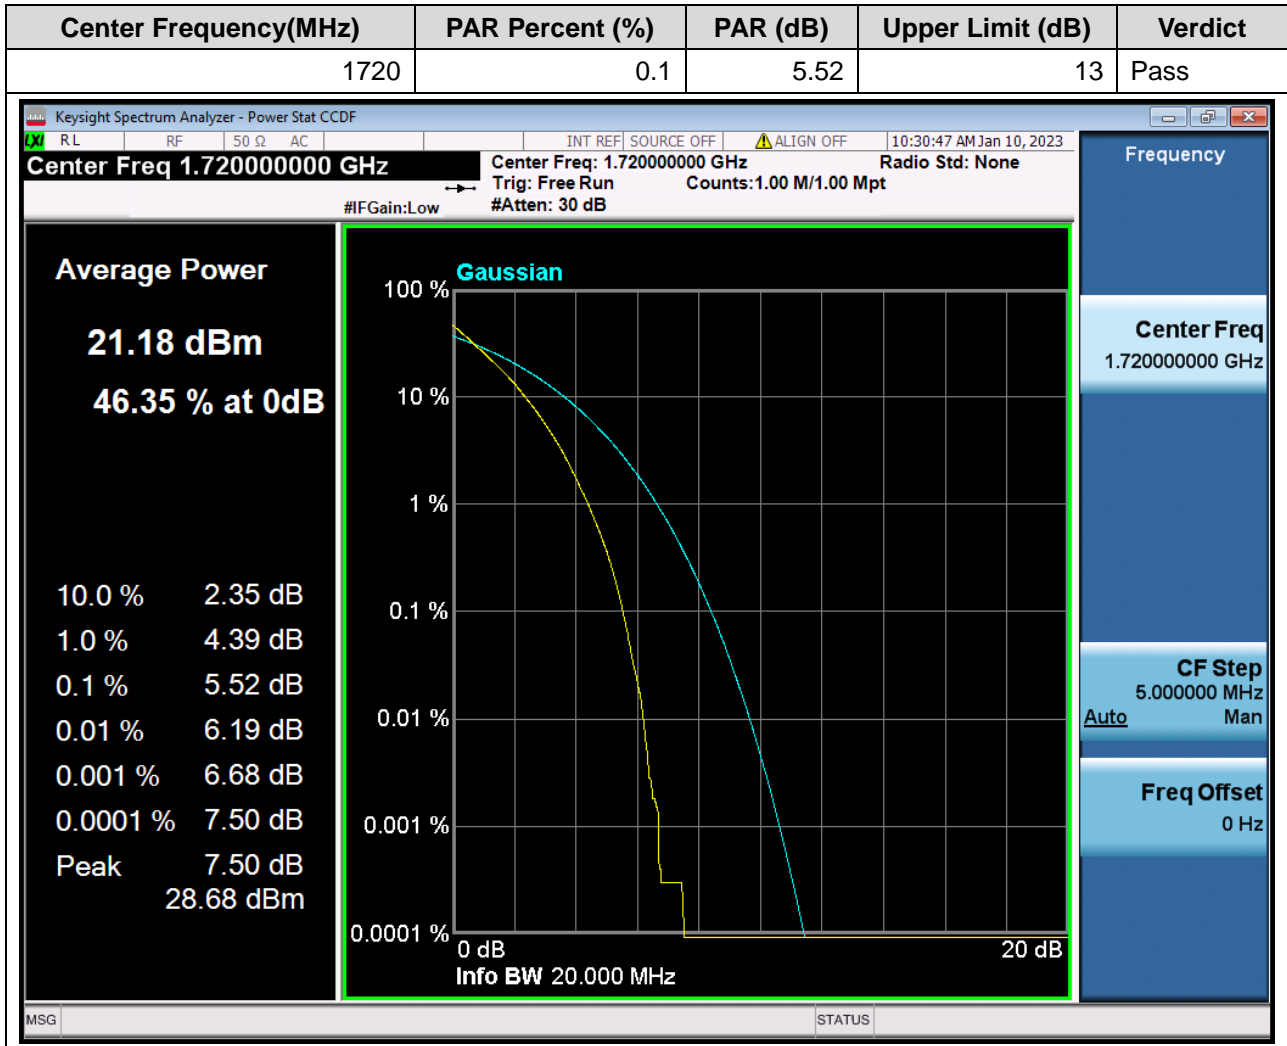 Center Frequency(MHz) PAR Percent (%) PAR (dB) Upper Limit (dB) Verdict
1720 0.1 5.52 13 Pass
Keysight Spectrum Analyzer - Power Stat CCDF
LXI RL RF 50 Ω AC INT REF SOURCE OFF ALIGN OFF 10:30:47 AM Jan 10, 2023
Center Freq 1.720000000 GHz
Center Freq: 1.720000000 GHz Radio Std: None
Trig: Free Run Counts:1.00 M/1.00 Mpt
#IFGain:Low #Atten: 30 dB
Frequency
Average Power
21.18 dBm
46.35 % at 0dB
10.0 % 2.35 dB
1.0 % 4.39 dB
0.1 % 5.52 dB
0.01 % 6.19 dB
0.001 % 6.68 dB
0.0001 % 7.50 dB
Peak 7.50 dB
28.68 dBm
Gaussian
100 %
10 %
1 %
0.1 %
0.01 %
0.001 %
0.0001 %
0 dB 20 dB
Info BW 20.000 MHz
Center Freq
1.720000000 GHz
CF Step
5.000000 MHz
Auto Man
Freq Offset
0 Hz
MSG STATUS